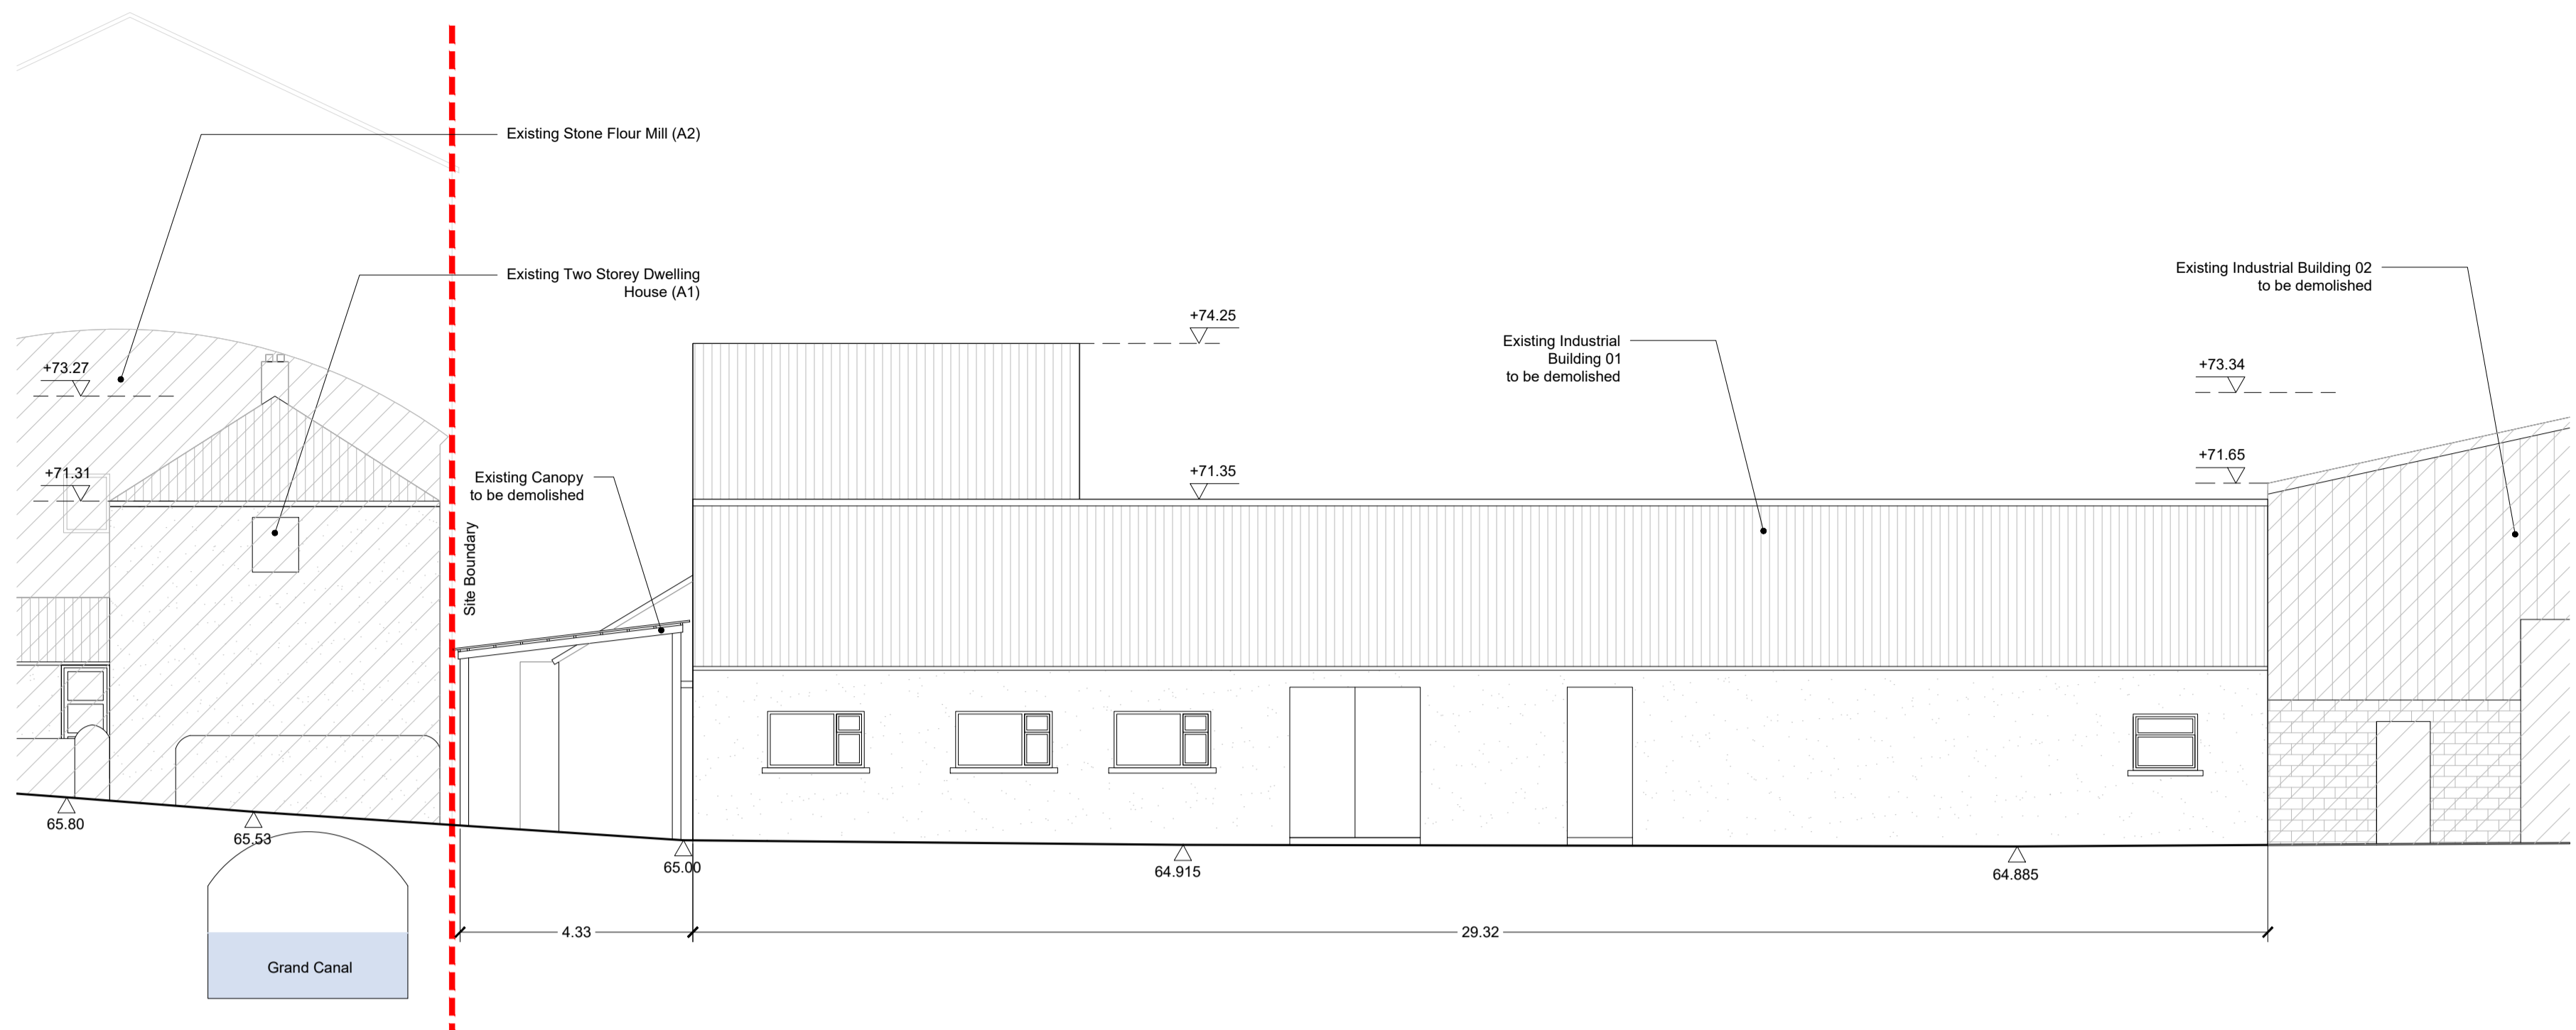 Existing Stone Flour Mill (A2)
Existing Two Storey Dwelling
House (A1)
Existing Industrial Building 02
to be demolished
+74.25
Existing Industrial
Building 01
to be demolished
+73.27
+73.34
+71.31
Existing Canopy
to be demolished
+71.35
+71.65
Site Boundary
65.80
65.53
65.00
64.915
64.885
4.33
29.32
Grand Canal